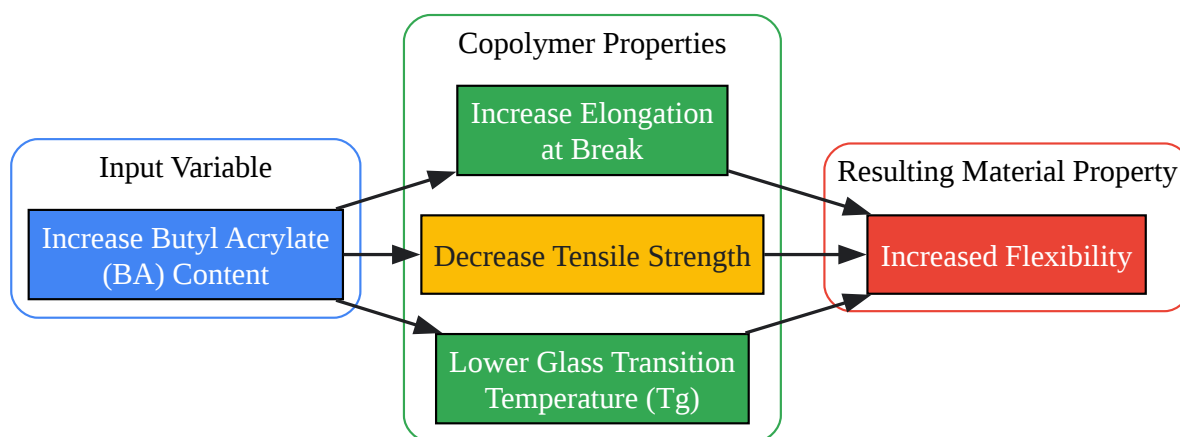 Input Variable
Increase Butyl Acrylate
(BA) Content
Copolymer Properties
Increase Elongation
at Break
Decrease Tensile Strength
Lower Glass Transition
Temperature (Tg)
Resulting Material Property
Increased Flexibility